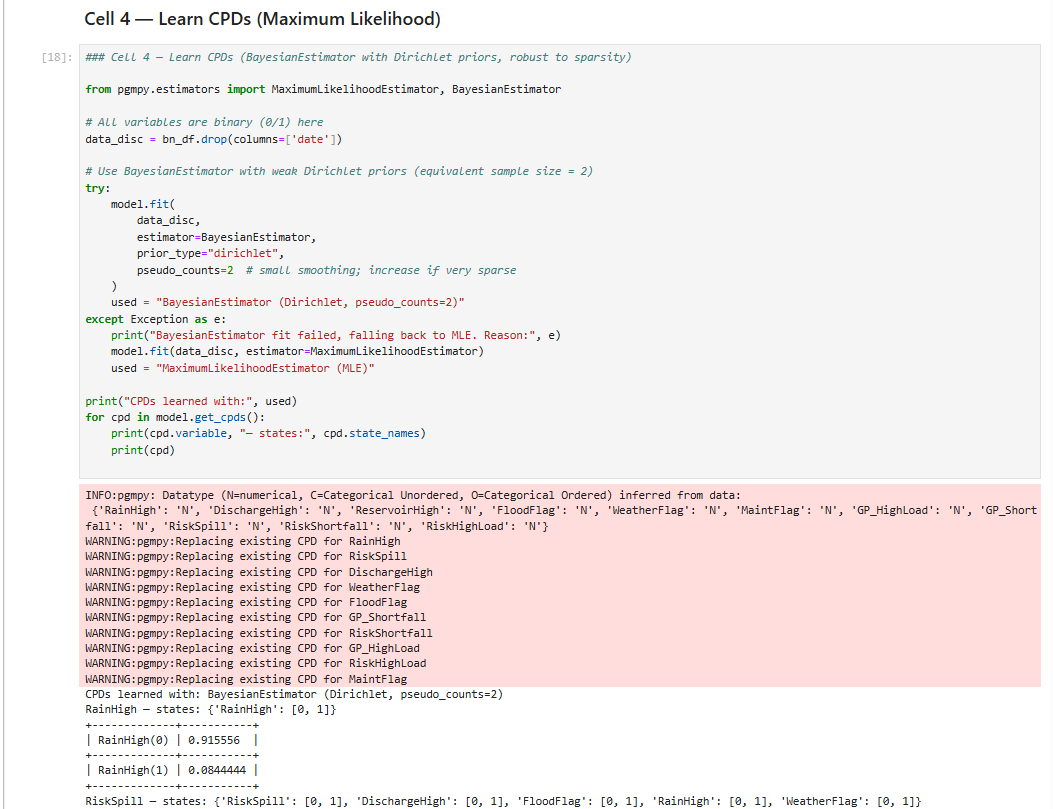 Cell 4 — Learn CPDs (Maximum Likelihood)
[18]:
### Cell 4 — Learn CPDs (BayesianEstimator with Dirichlet priors, robust to sparsity)
from pgmpy.estimators import MaximumLikelihoodEstimator, BayesianEstimator
# All variables are binary (0/1) here
data_disc = bn_df.drop(columns=['date'])
# Use BayesianEstimator with weak Dirichlet priors (equivalent sample size = 2)
try:
    model.fit(
        data_disc,
        estimator=BayesianEstimator,
        prior_type="dirichlet",
        pseudo_counts=2  # small smoothing; increase if very sparse
    )
    used = "BayesianEstimator (Dirichlet, pseudo_counts=2)"
except Exception as e:
    print("BayesianEstimator fit failed, falling back to MLE. Reason:", e)
    model.fit(data_disc, estimator=MaximumLikelihoodEstimator)
    used = "MaximumLikelihoodEstimator (MLE)"
print("CPDs learned with:", used)
for cpd in model.get_cpds():
    print(cpd.variable, "— states:", cpd.state_names)
    print(cpd)
INFO:pgmpy: Datatype (N=numerical, C=Categorical Unordered, O=Categorical Ordered) inferred from data:
 {'RainHigh': 'N', 'DischargeHigh': 'N', 'ReservoirHigh': 'N', 'FloodFlag': 'N', 'WeatherFlag': 'N', 'MaintFlag': 'N', 'GP_HighLoad': 'N', 'GP_Short
fall': 'N', 'RiskSpill': 'N', 'RiskShortfall': 'N', 'RiskHighLoad': 'N'}
WARNING:pgmpy:Replacing existing CPD for RainHigh
WARNING:pgmpy:Replacing existing CPD for RiskSpill
WARNING:pgmpy:Replacing existing CPD for DischargeHigh
WARNING:pgmpy:Replacing existing CPD for WeatherFlag
WARNING:pgmpy:Replacing existing CPD for FloodFlag
WARNING:pgmpy:Replacing existing CPD for GP_Shortfall
WARNING:pgmpy:Replacing existing CPD for RiskShortfall
WARNING:pgmpy:Replacing existing CPD for GP_HighLoad
WARNING:pgmpy:Replacing existing CPD for RiskHighLoad
WARNING:pgmpy:Replacing existing CPD for MaintFlag
CPDs learned with: BayesianEstimator (Dirichlet, pseudo_counts=2)
RainHigh — states: {'RainHigh': [0, 1]}
+-------------+-----------+
| RainHigh(0) | 0.915556  |
+-------------+-----------+
| RainHigh(1) | 0.0844444 |
+-------------+-----------+
RiskSpill — states: {'RiskSpill': [0, 1], 'DischargeHigh': [0, 1], 'FloodFlag': [0, 1], 'RainHigh': [0, 1], 'WeatherFlag': [0, 1]}